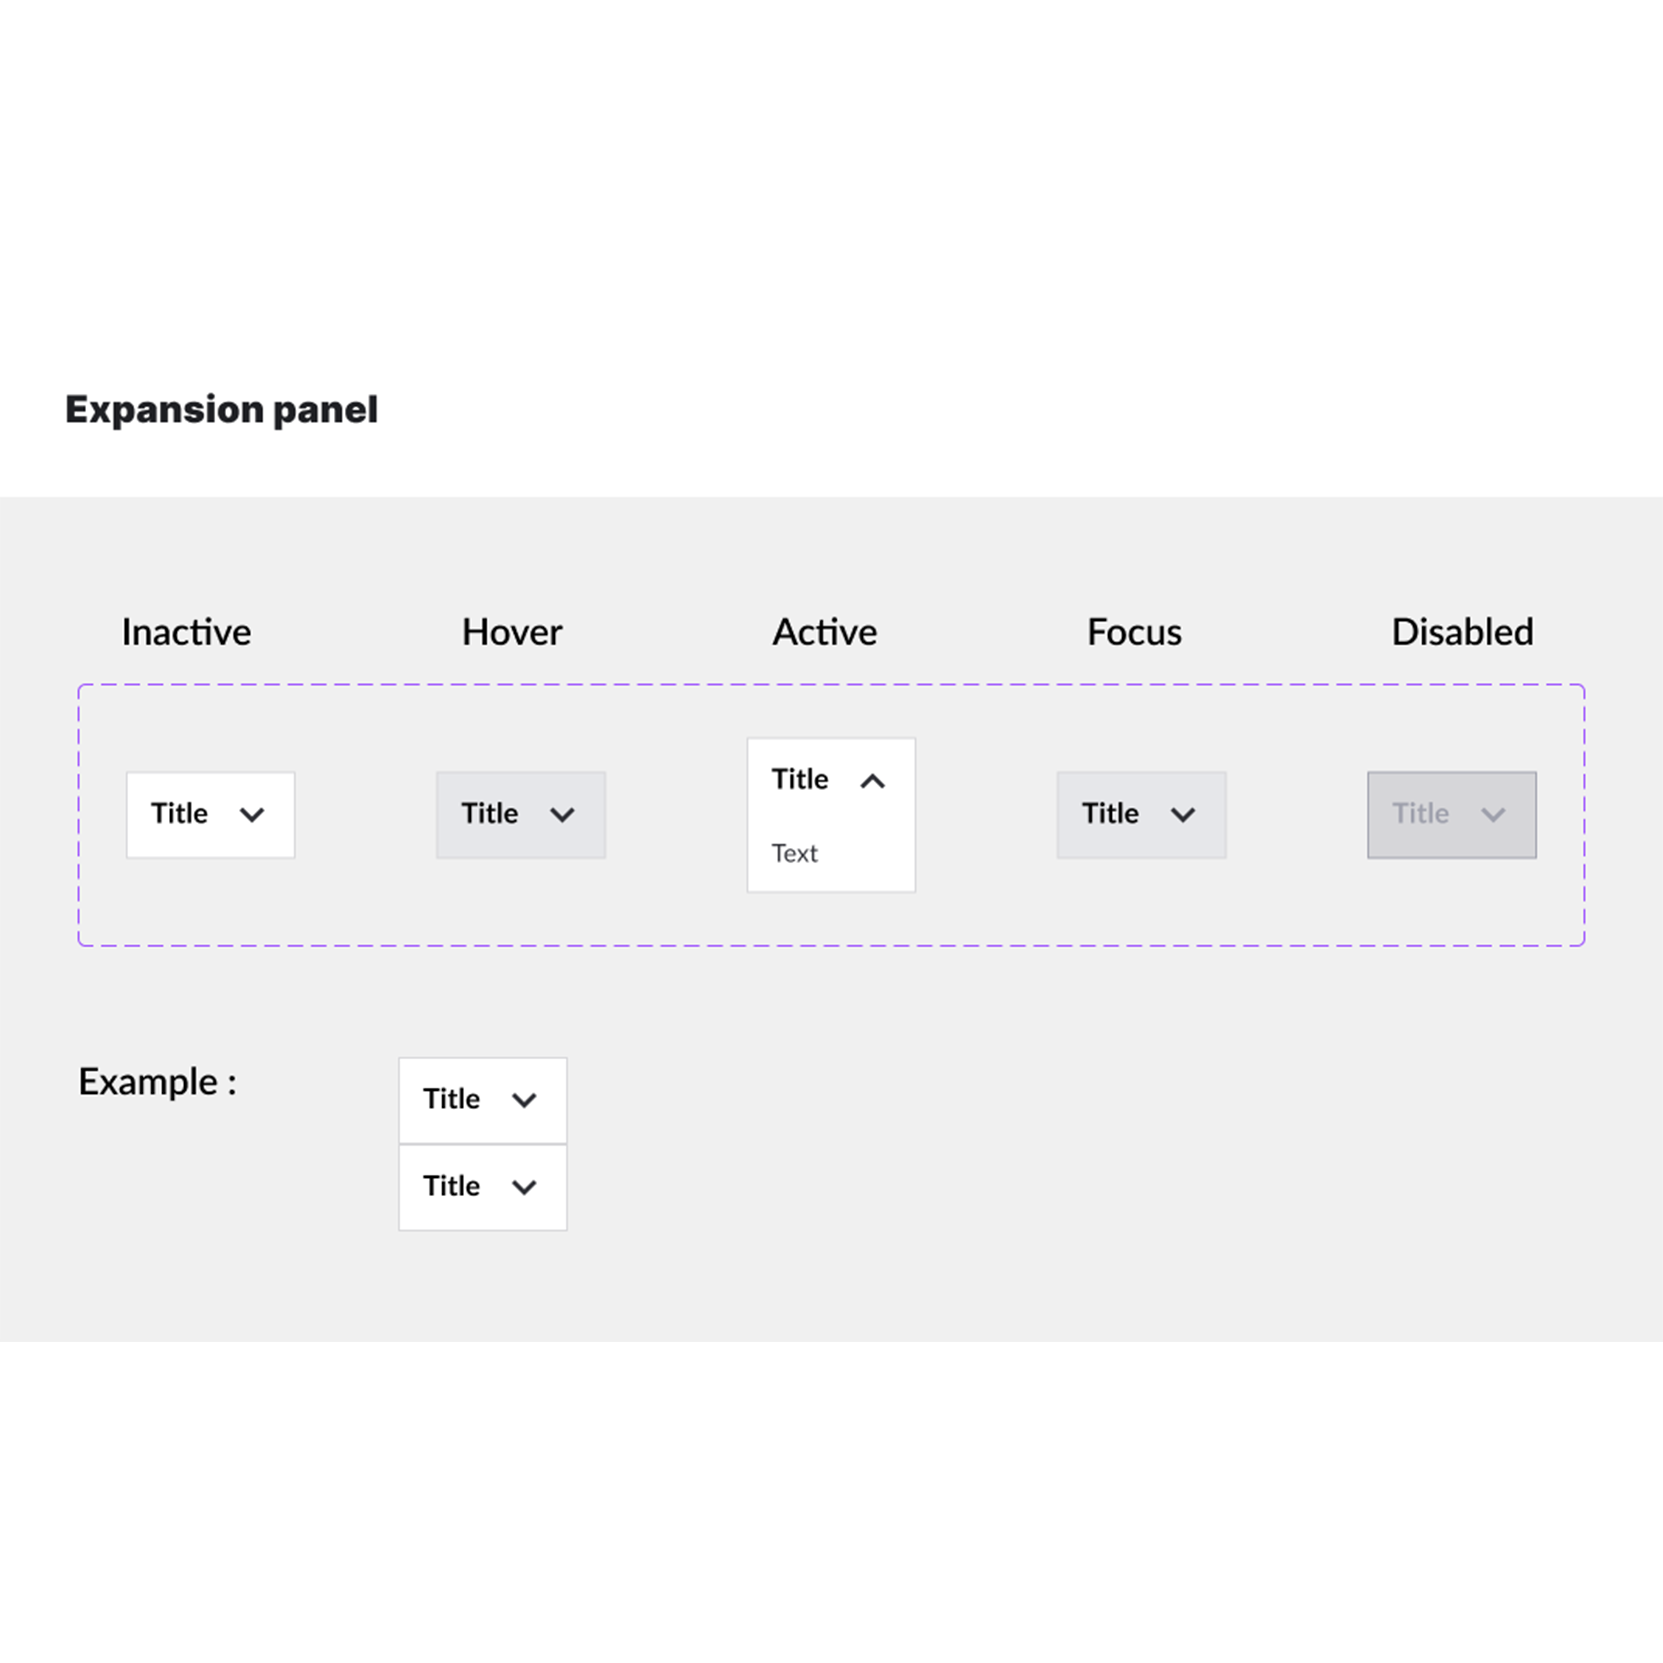 Expansion panel
Inactive Hover Active Focus Disabled
Title Title Title Title Title
Text
Example :
Title
Title